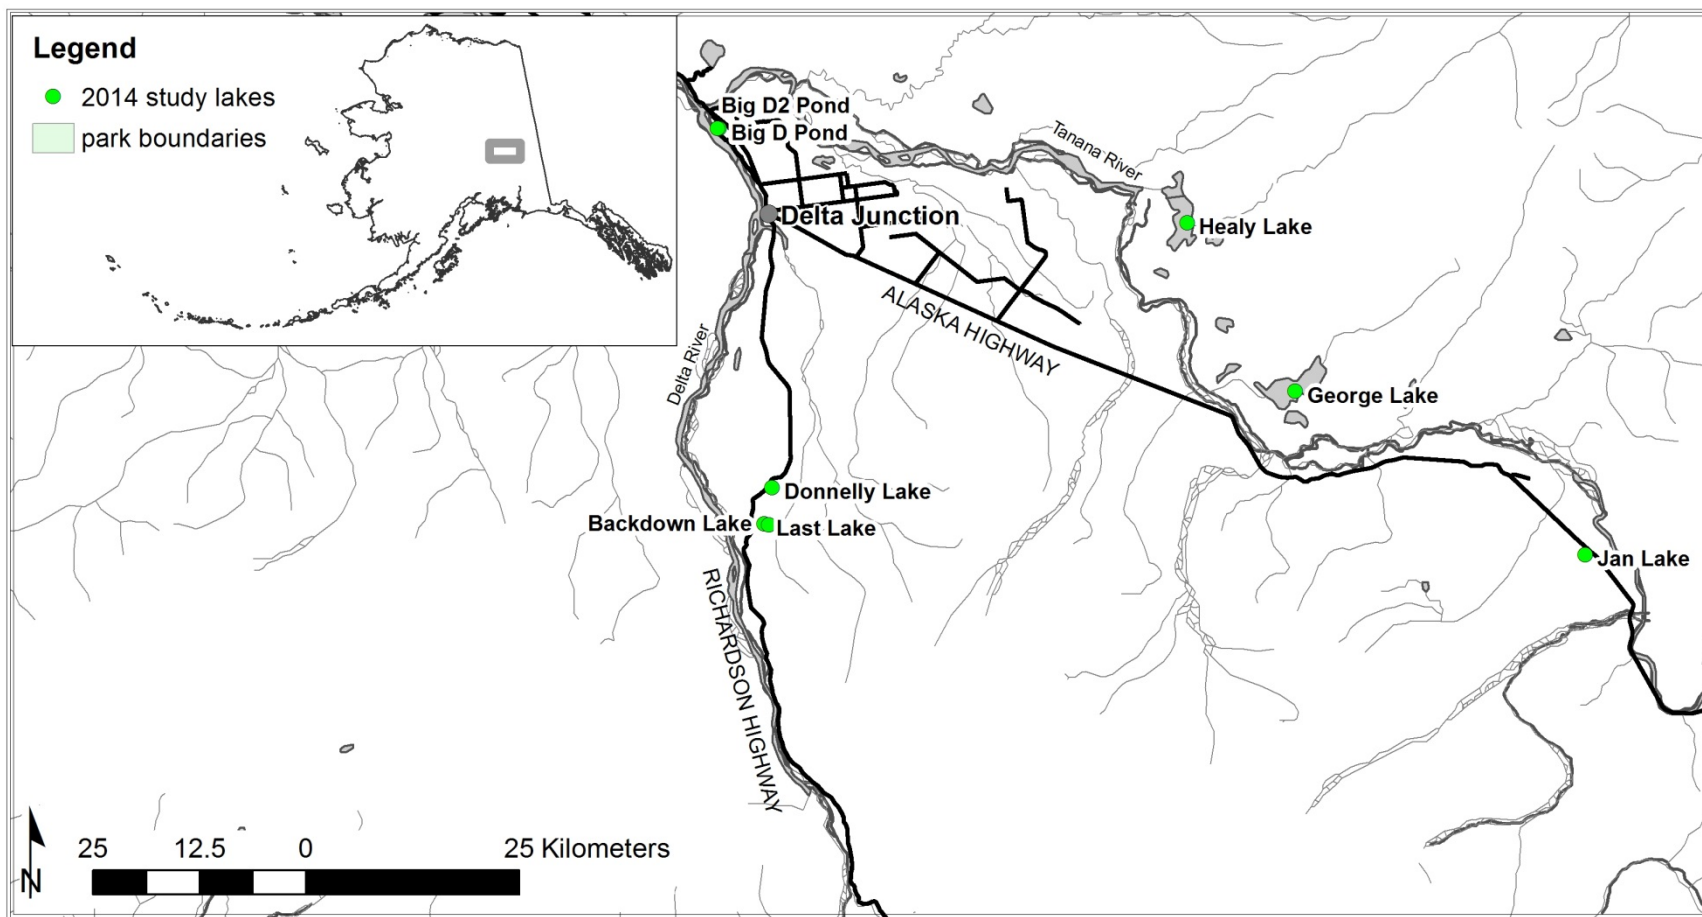 Legend
2014 study lakes
park boundaries
Big D2 Pond
Big D Pond
Tanana River
Delta Junction
Healy Lake
ALASKA HIGHWAY
Delta River
George Lake
Donnelly Lake
Backdown Lake
Last Lake
Jan Lake
RICHARDSON HIGHWAY
25 12.5 0 25 Kilometers
N